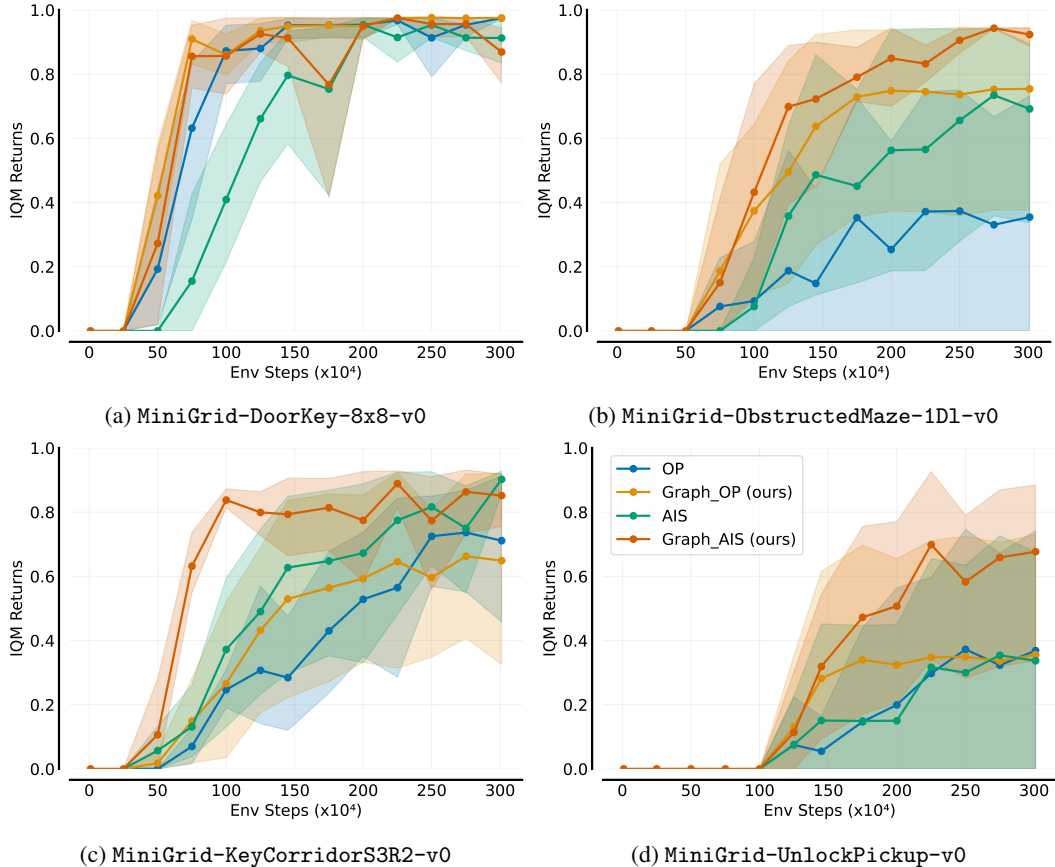 1.0
0.8
0.6
0.4
0.2
0.0
IQM Returns
0 50 100 150 200 250 300
Env Steps (x10⁴)
(a) MiniGrid-DoorKey-8x8-v0
1.0
0.8
0.6
0.4
0.2
0.0
IQM Returns
0 50 100 150 200 250 300
Env Steps (x10⁴)
(b) MiniGrid-ObstructedMaze-1Dl-v0
1.0
0.8
0.6
0.4
0.2
0.0
IQM Returns
0 50 100 150 200 250 300
Env Steps (x10⁴)
(c) MiniGrid-KeyCorridorS3R2-v0
1.0
0.8
0.6
0.4
0.2
0.0
IQM Returns
OP
Graph_OP (ours)
AIS
Graph_AIS (ours)
0 50 100 150 200 250 300
Env Steps (x10⁴)
(d) MiniGrid-UnlockPickup-v0